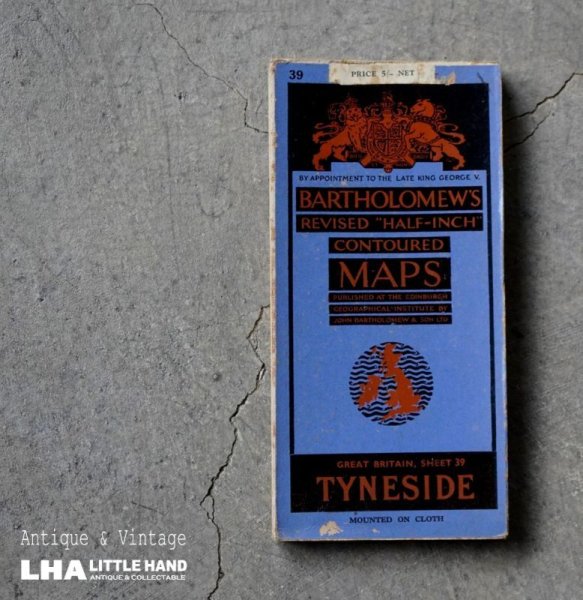 39
PRICE 5/- NET
BY APPOINTMENT TO THE LATE KING GEORGE V.
BARTHOLOMEW'S
REVISED "HALF-INCH"
CONTOURED
MAPS
PUBLISHED AT THE EDINBURGH
GEOGRAPHICAL INSTITUTE BY
JOHN BARTHOLOMEW & SON LTD
GREAT BRITAIN, SHEET 39
TYNESIDE
MOUNTED ON CLOTH
Antique & Vintage
LHA LITTLE HAND
ANTIQUE & COLLECTABLE